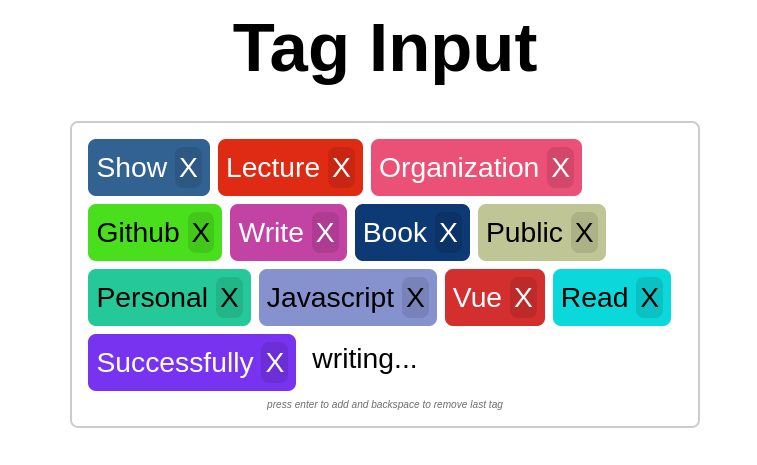 Tag Input
Show X Lecture X Organization X
Github X Write X Book X Public X
Personal X Javascript X Vue X Read X
Successfully X writing...
press enter to add and backspace to remove last tag